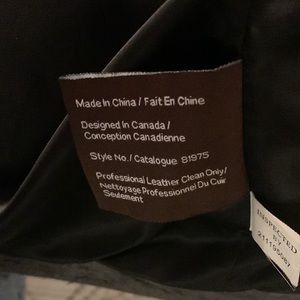 Made In China / Fait En Chine
Designed In Canada /
Conception Canadienne
Style No./ Catalogue 81975
Professional Leather Clean Only/
Nettoyage Professionnel Du Cuir
Seulement
INSPECTED
BY